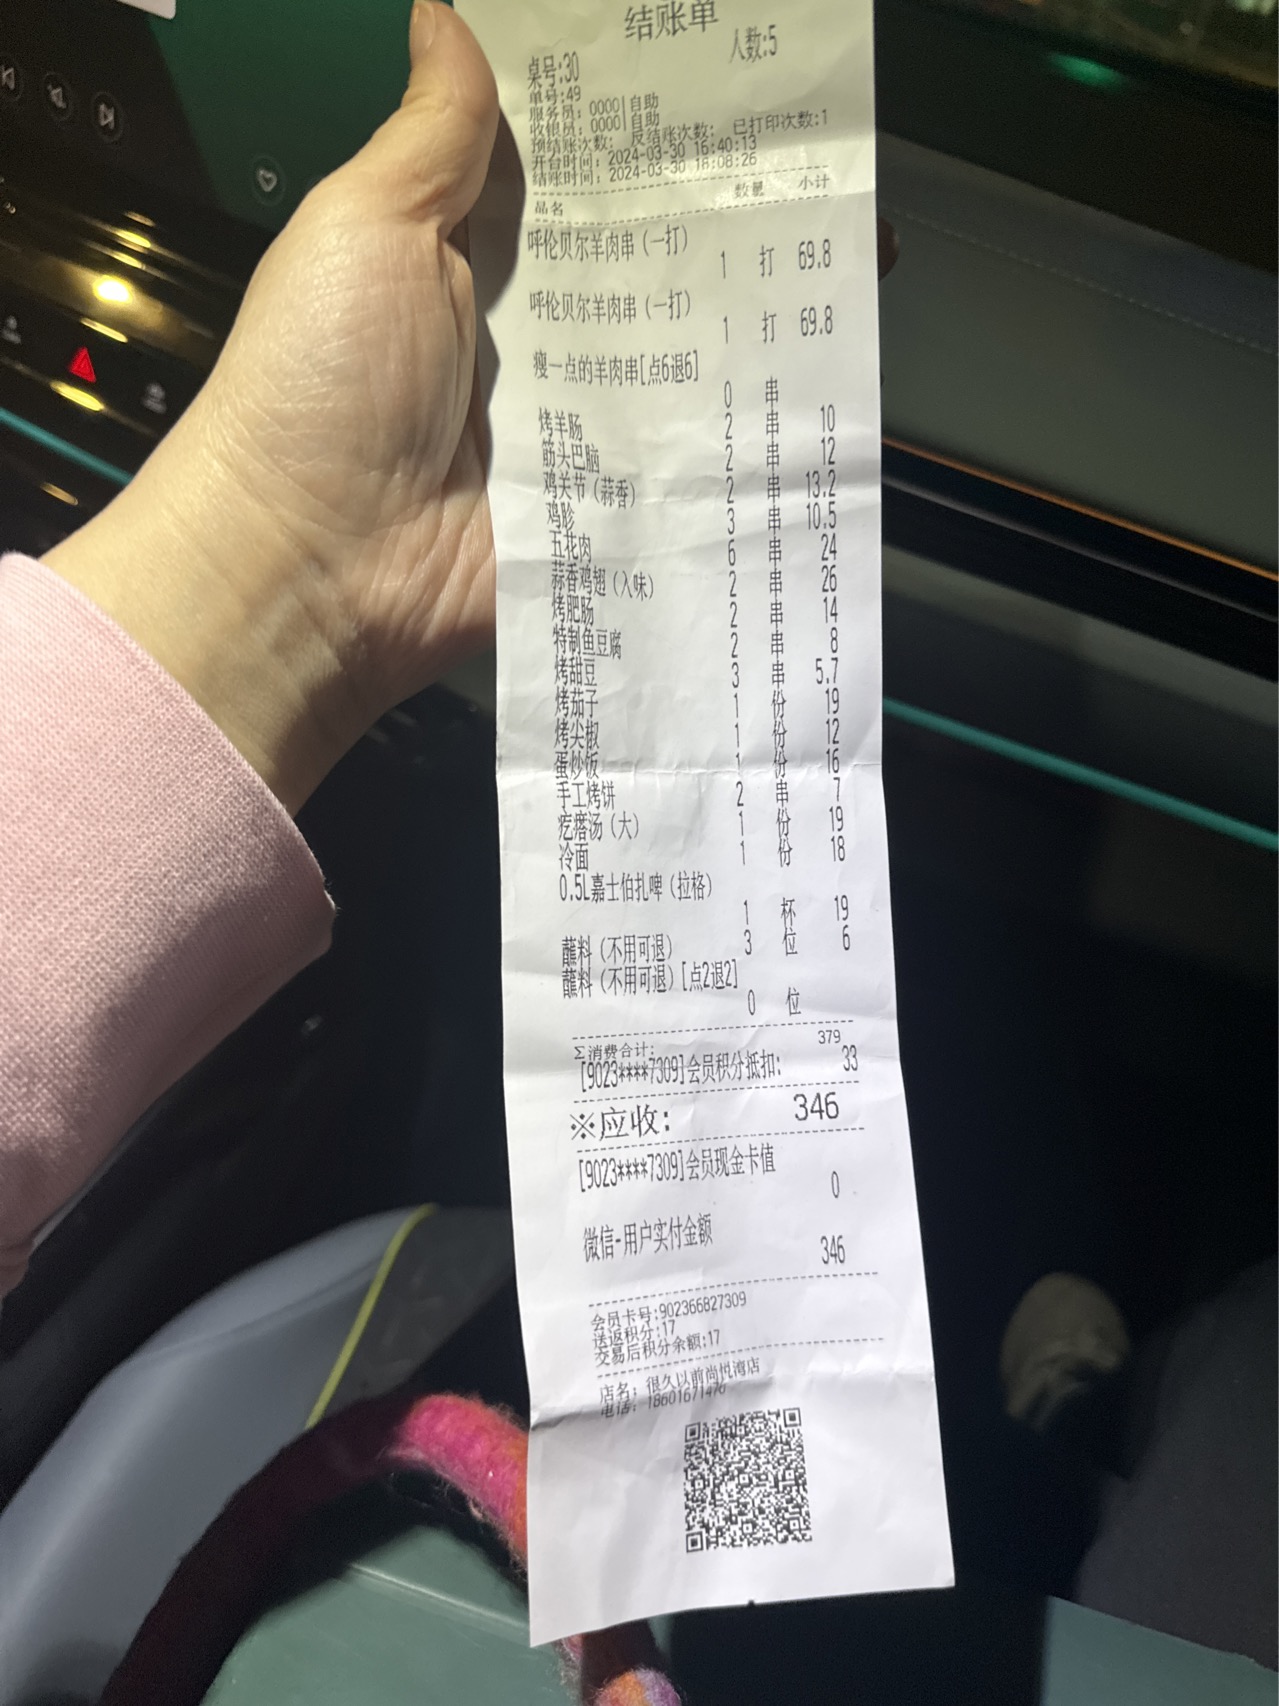 结账单
桌号:30 人数:5
单号:49
服务员: 0000|自助
收银员: 0000|自助
预结账次数: 反结账次数: 已打印次数:1
开台时间: 2024-03-30 16:40:13
结账时间: 2024-03-30 18:08:26
品名 数量 小计
呼伦贝尔羊肉串(一打)
1 打 69.8
呼伦贝尔羊肉串(一打)
1 打 69.8
瘦一点的羊肉串[点6退6]
0 串
烤羊肠 2 串 10
筋头巴脑 2 串 12
鸡关节(蒜香) 2 串 13.2
鸡胗 3 串 10.5
五花肉 6 串 24
蒜香鸡翅(入味) 2 串 26
烤肥肠 2 串 14
特制鱼豆腐 2 串 8
烤甜豆 3 串 5.7
烤茄子 1 份 19
烤尖椒 1 份 12
蛋炒饭 1 份 16
手工烤饼 2 串 7
疙瘩汤(大) 1 份 19
冷面 1 份 18
0.5L嘉士伯扎啤(拉格)
1 杯 19
蘸料(不用可退) 3 位 6
蘸料(不用可退)[点2退2]
0 位
Σ消费合计: 379
[9023****7309]会员积分抵扣: 33
※应收: 346
[9023****7309]会员现金卡值
0
微信-用户实付金额
346
会员卡号:902366827309
送返积分:17
交易后积分余额:17
店名: 很久以前尚悦湾店
电话: 18601671476